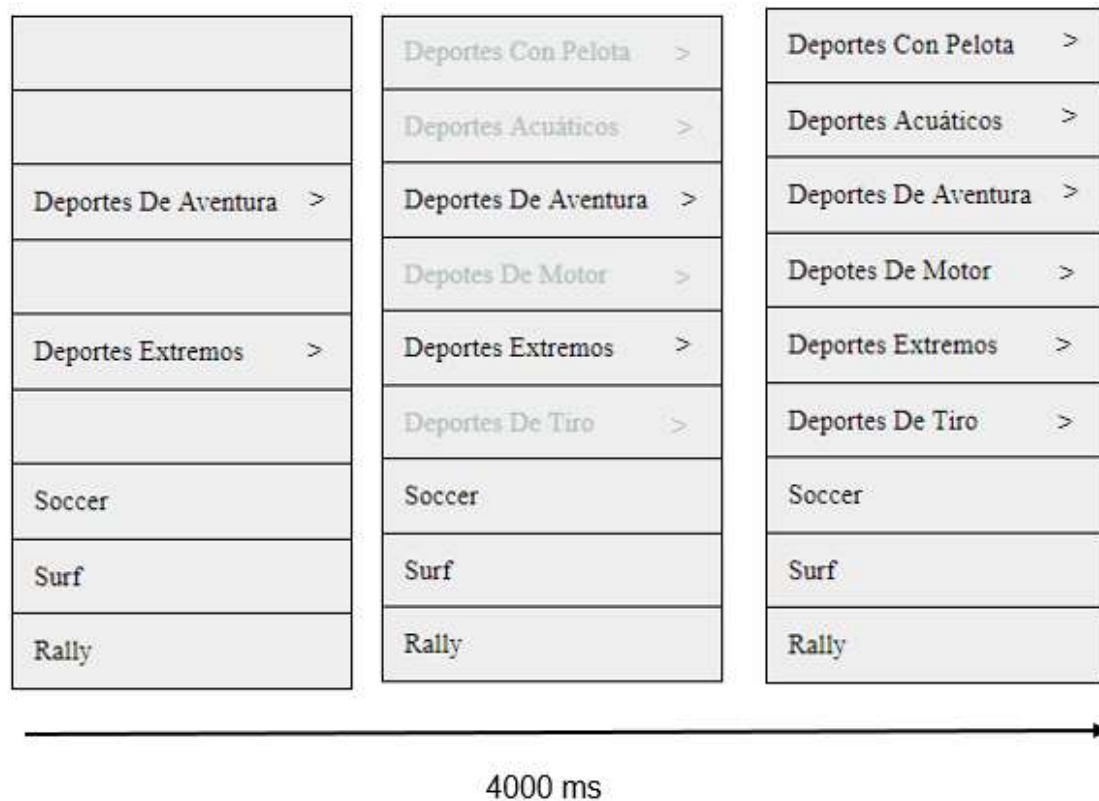 Deportes De Aventura >
Deportes Extremos >
Soccer
Surf
Rally
Deportes Con Pelota >
Deportes Acuáticos >
Deportes De Aventura >
Depotes De Motor >
Deportes Extremos >
Deportes De Tiro >
Soccer
Surf
Rally
Deportes Con Pelota >
Deportes Acuáticos >
Deportes De Aventura >
Depotes De Motor >
Deportes Extremos >
Deportes De Tiro >
Soccer
Surf
Rally
4000 ms